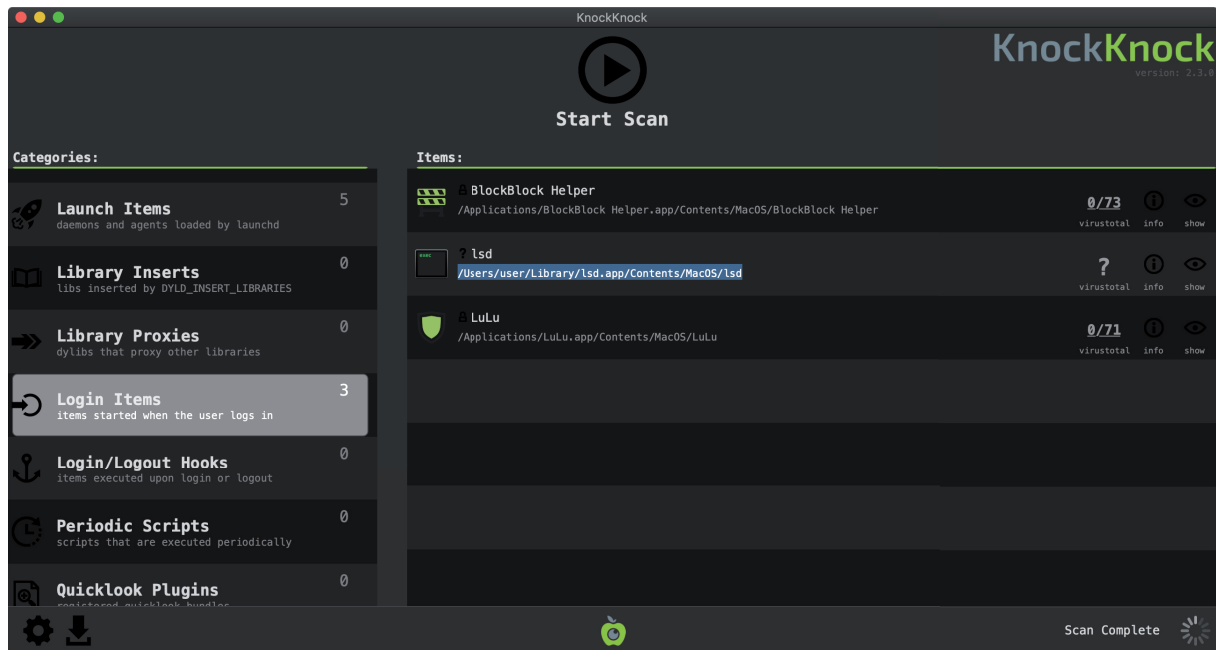 KnockKnock
KnockKnock
version: 2.3.0
Start Scan
Categories:
Launch Items
5
daemons and agents loaded by launchd
Library Inserts
0
libs inserted by DYLD_INSERT_LIBRARIES
Library Proxies
0
dylibs that proxy other libraries
Login Items
3
items started when the user logs in
Login/Logout Hooks
0
items executed upon login or logout
Periodic Scripts
0
scripts that are executed periodically
Quicklook Plugins
0
registered quicklook bundles
Items:
BlockBlock Helper
/Applications/BlockBlock Helper.app/Contents/MacOS/BlockBlock Helper
0/73
virustotal info show
exec
? lsd
/Users/user/Library/lsd.app/Contents/MacOS/lsd
?
virustotal info show
LuLu
/Applications/LuLu.app/Contents/MacOS/LuLu
0/71
virustotal info show
Scan Complete